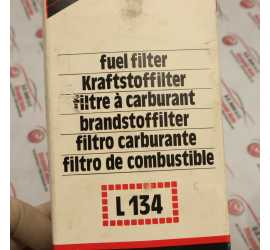 fuel filter
Kraftstoffilter
filtre à carburant
brandstoffilter
filtro carburante
filtro de combustible
L 134